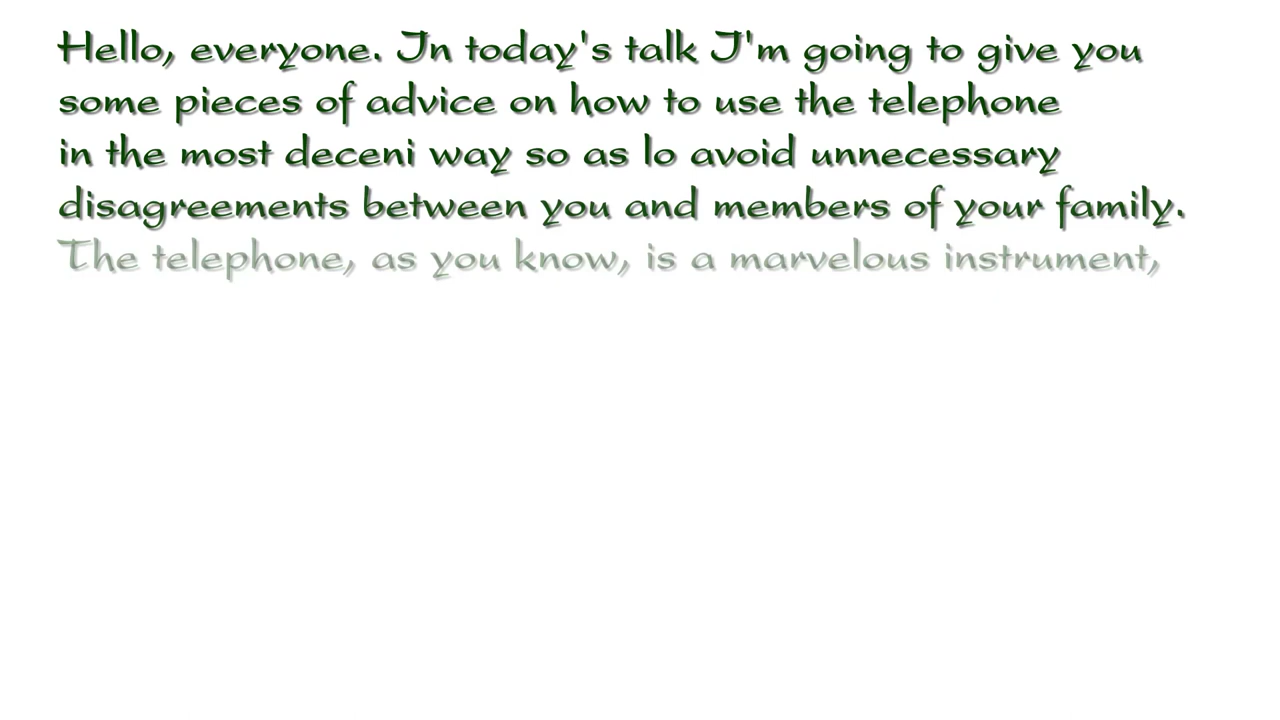 Hello, everyone. In today's talk I'm going to give you
some pieces of advice on how to use the telephone
in the most deceni way so as lo avoid unnecessary
disagreements between you and members of your family.
The telephone, as you know, is a marvelous instrument,